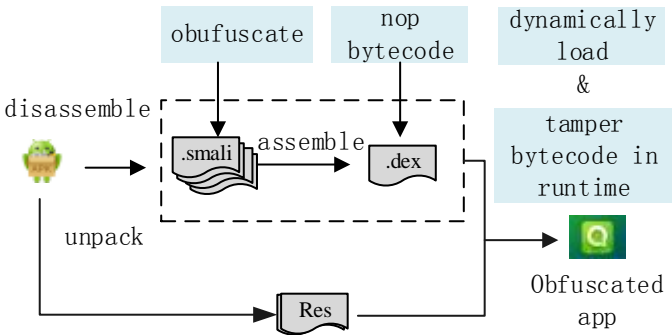 obufuscate
nop
bytecode
dynamically
load
&
tamper
bytecode in
runtime
disassemble
.smali
assemble
.dex
unpack
Res
Obfuscated
app